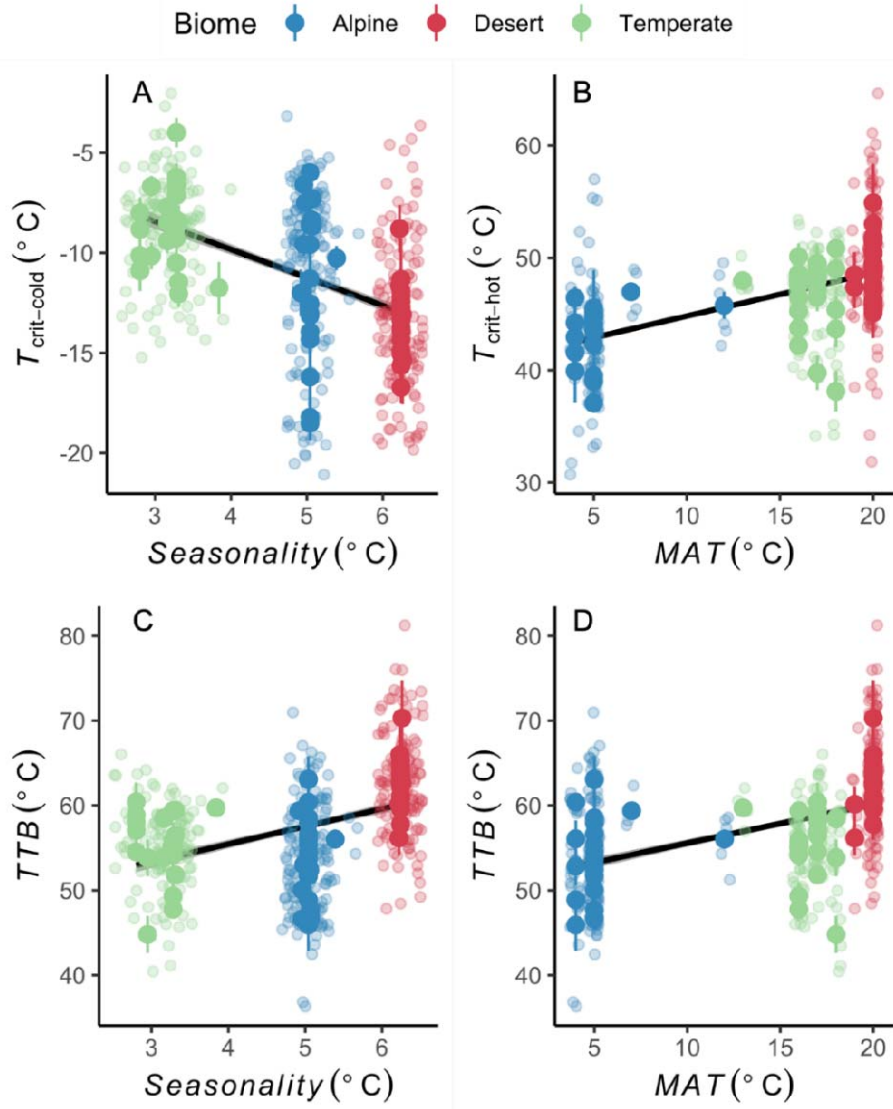 Biome Alpine Desert Temperate
A
-5
-10
-15
-20
T crit−cold (° C)
3 4 5 6
Seasonality (° C)
B
60
50
40
30
T crit−hot (° C)
5 10 15 20
MAT (° C)
C
80
70
60
50
40
TTB (° C)
3 4 5 6
Seasonality (° C)
D
80
70
60
50
40
TTB (° C)
5 10 15 20
MAT (° C)